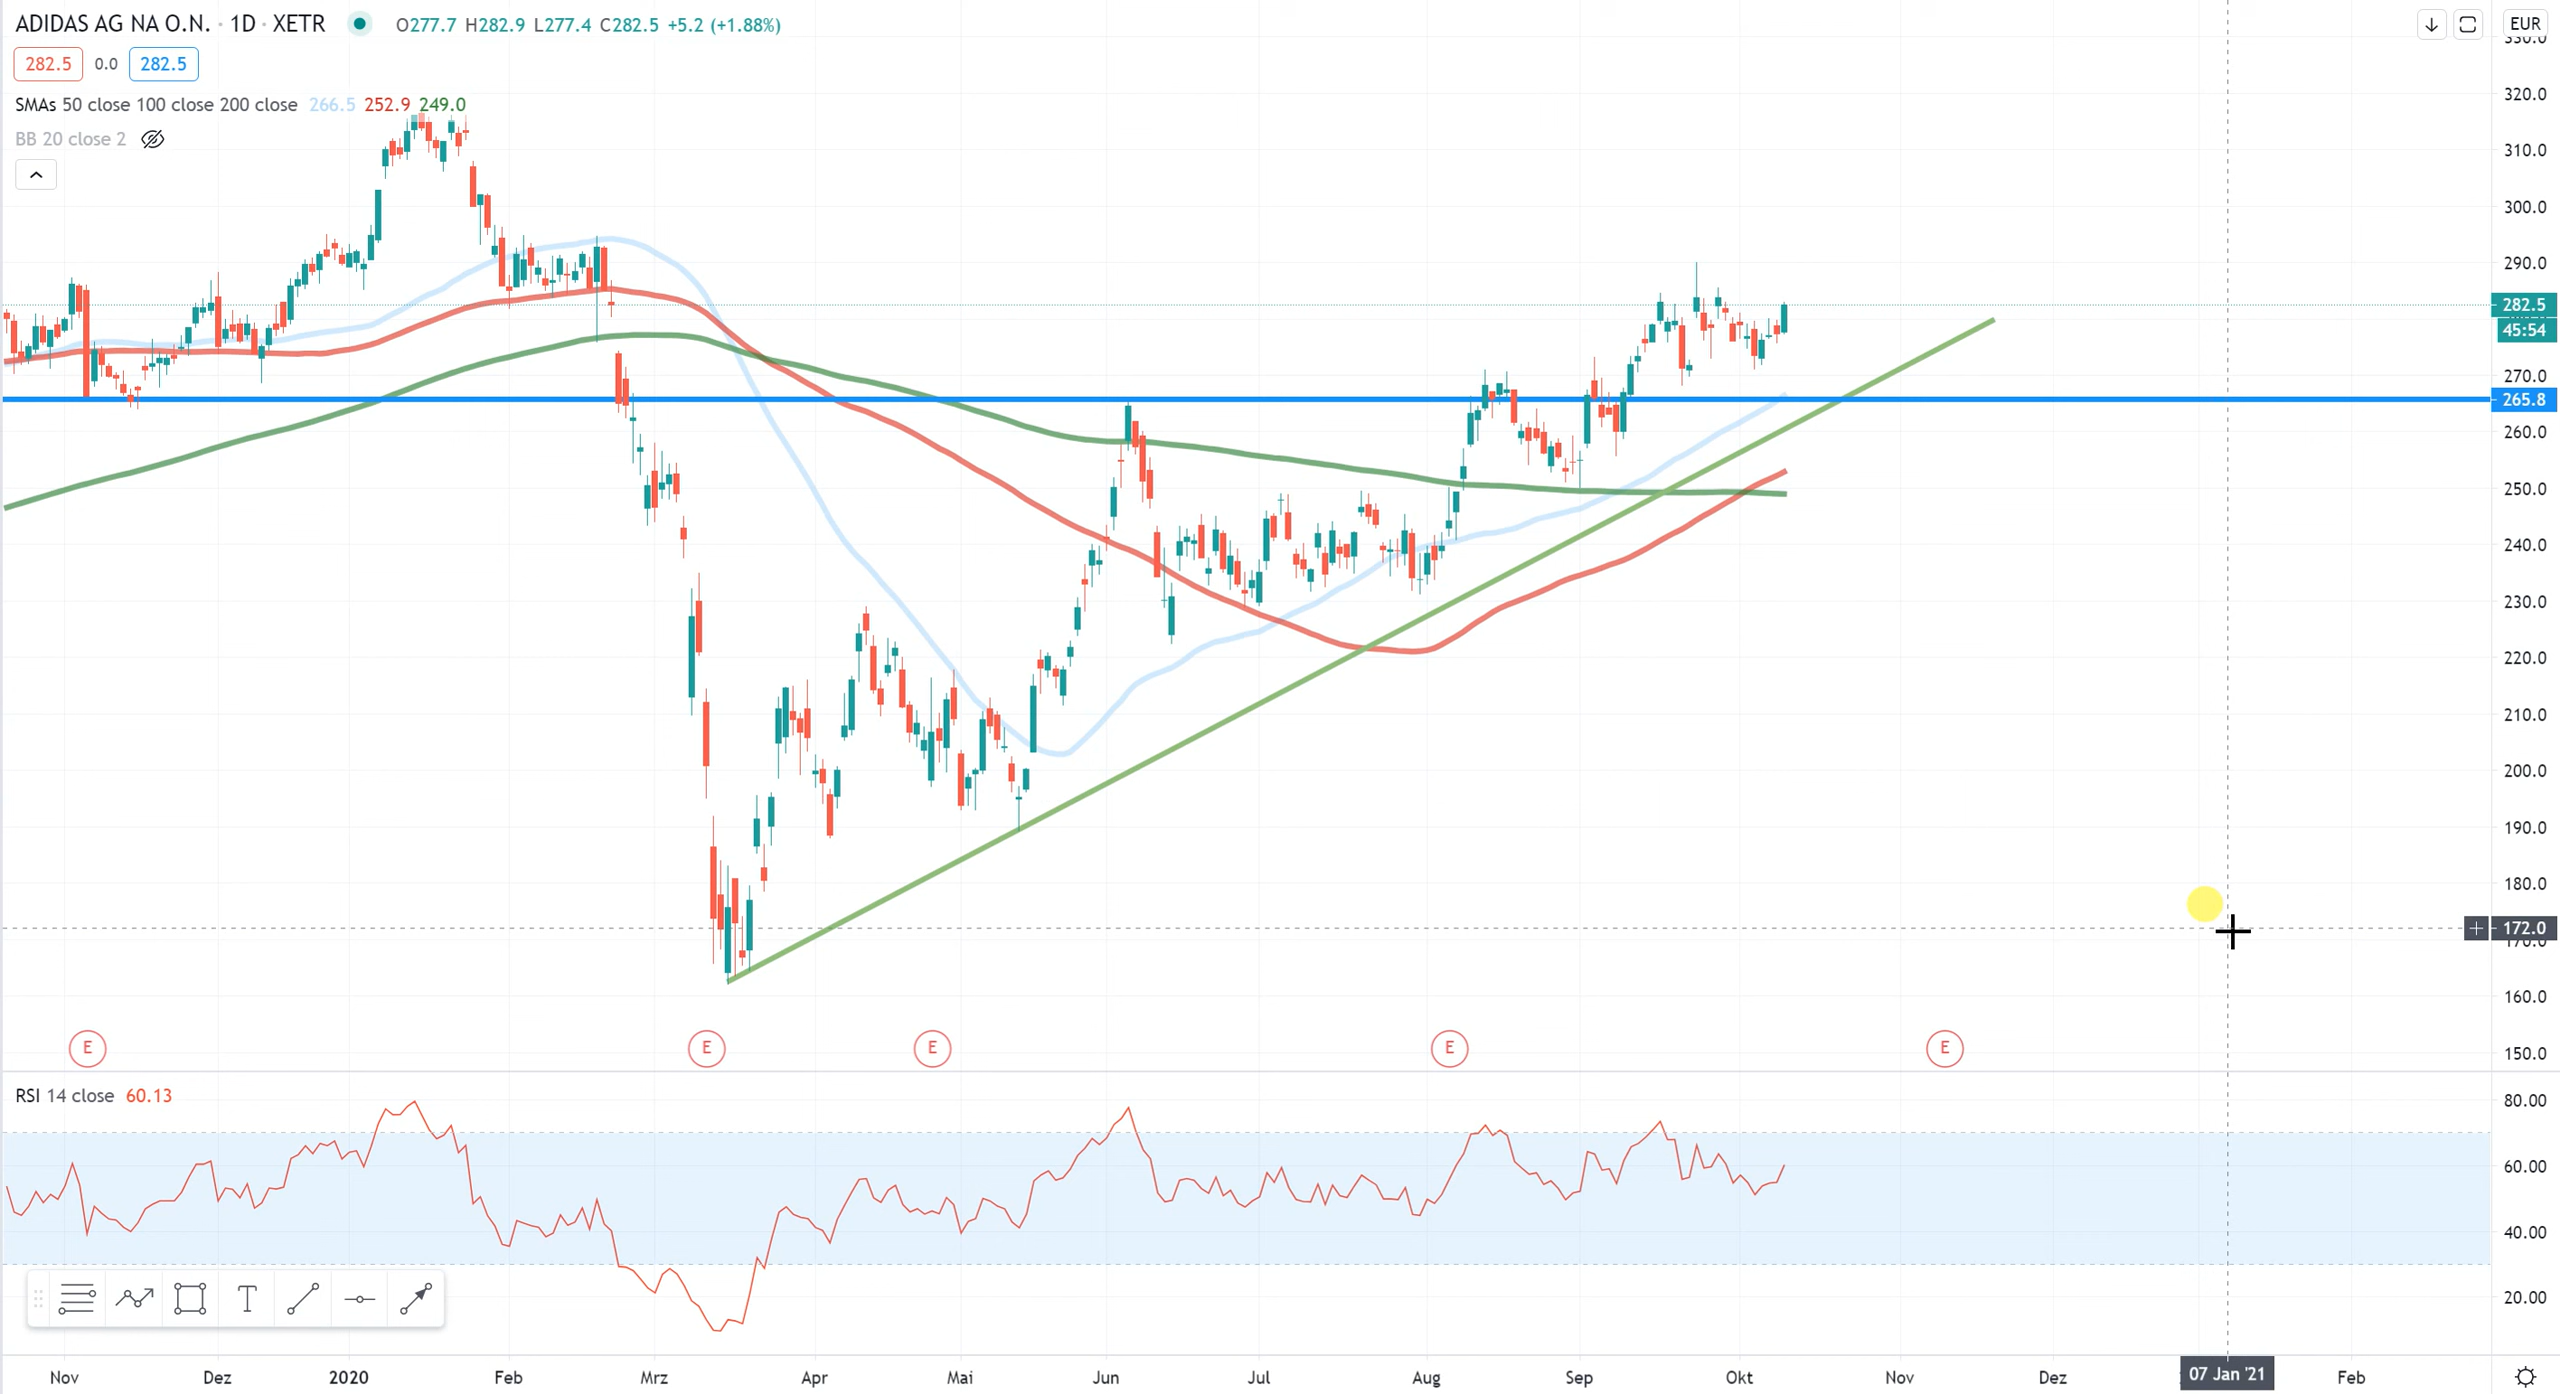 ADIDAS AG NA O.N. · 1D · XETR O277.7 H282.9 L277.4 C282.5 +5.2 (+1.88%)
EUR
282.5 0.0 282.5
SMAs 50 close 100 close 200 close 266.5 252.9 249.0
BB 20 close 2
330.0
320.0
310.0
300.0
290.0
282.5
45:54
270.0
265.8
260.0
250.0
240.0
230.0
220.0
210.0
200.0
190.0
180.0
172.0
170.0
160.0
150.0
E E E E E
RSI 14 close 60.13
80.00
60.00
40.00
20.00
T
Nov Dez 2020 Feb Mrz Apr Mai Jun Jul Aug Sep Okt Nov Dez 07 Jan '21 Feb